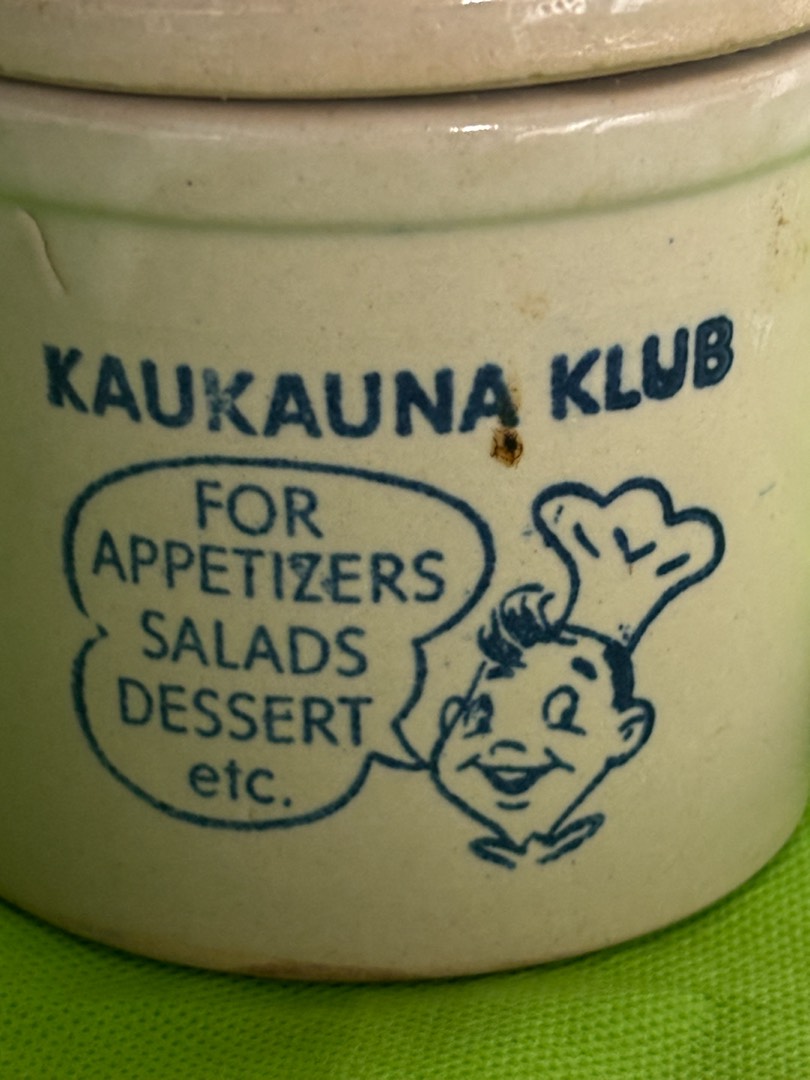 KAUKAUNA KLUB
FOR
APPETIZERS
SALADS
DESSERT
etc.